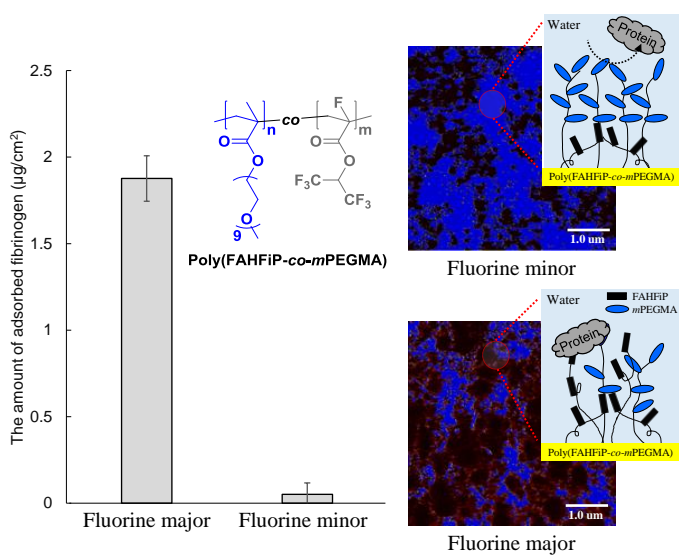 The amount of adsorbed fibrinogen (µg/cm²)
2.5
2
1.5
1
0.5
0
Fluorine major
Fluorine minor
n
co
F
m
O
O
O
O
O
9
F₃C
CF₃
Poly(FAHFiP-co-mPEGMA)
Water
Protein
Poly(FAHFiP-co-mPEGMA)
1.0 um
Fluorine minor
Water
FAHFiP
mPEGMA
Protein
Poly(FAHFiP-co-mPEGMA)
1.0 um
Fluorine major